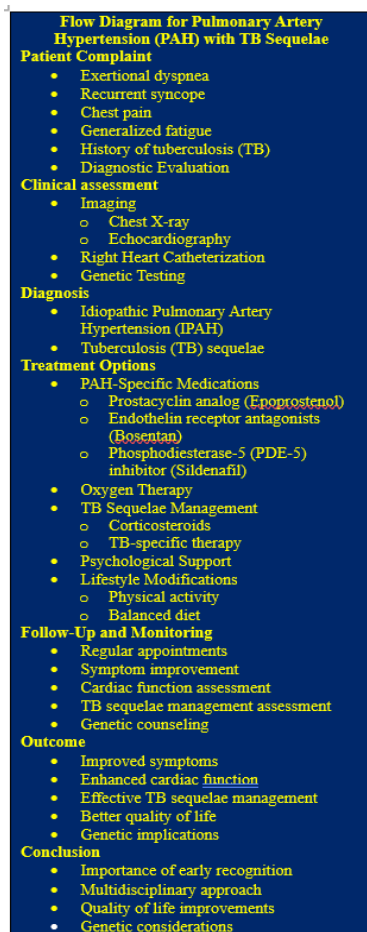 Flow Diagram for Pulmonary Artery
Hypertension (PAH) with TB Sequelae
Patient Complaint
• Exertional dyspnea
• Recurrent syncope
• Chest pain
• Generalized fatigue
• History of tuberculosis (TB)
• Diagnostic Evaluation
Clinical assessment
• Imaging
o Chest X-ray
o Echocardiography
• Right Heart Catheterization
• Genetic Testing
Diagnosis
• Idiopathic Pulmonary Artery
Hypertension (IPAH)
• Tuberculosis (TB) sequelae
Treatment Options
• PAH-Specific Medications
o Prostacyclin analog (Epoprostenol)
o Endothelin receptor antagonists
(Bosentan)
o Phosphodiesterase-5 (PDE-5)
inhibitor (Sildenafil)
• Oxygen Therapy
• TB Sequelae Management
o Corticosteroids
o TB-specific therapy
• Psychological Support
• Lifestyle Modifications
o Physical activity
o Balanced diet
Follow-Up and Monitoring
• Regular appointments
• Symptom improvement
• Cardiac function assessment
• TB sequelae management assessment
• Genetic counseling
Outcome
• Improved symptoms
• Enhanced cardiac function
• Effective TB sequelae management
• Better quality of life
• Genetic implications
Conclusion
• Importance of early recognition
• Multidisciplinary approach
• Quality of life improvements
• Genetic considerations